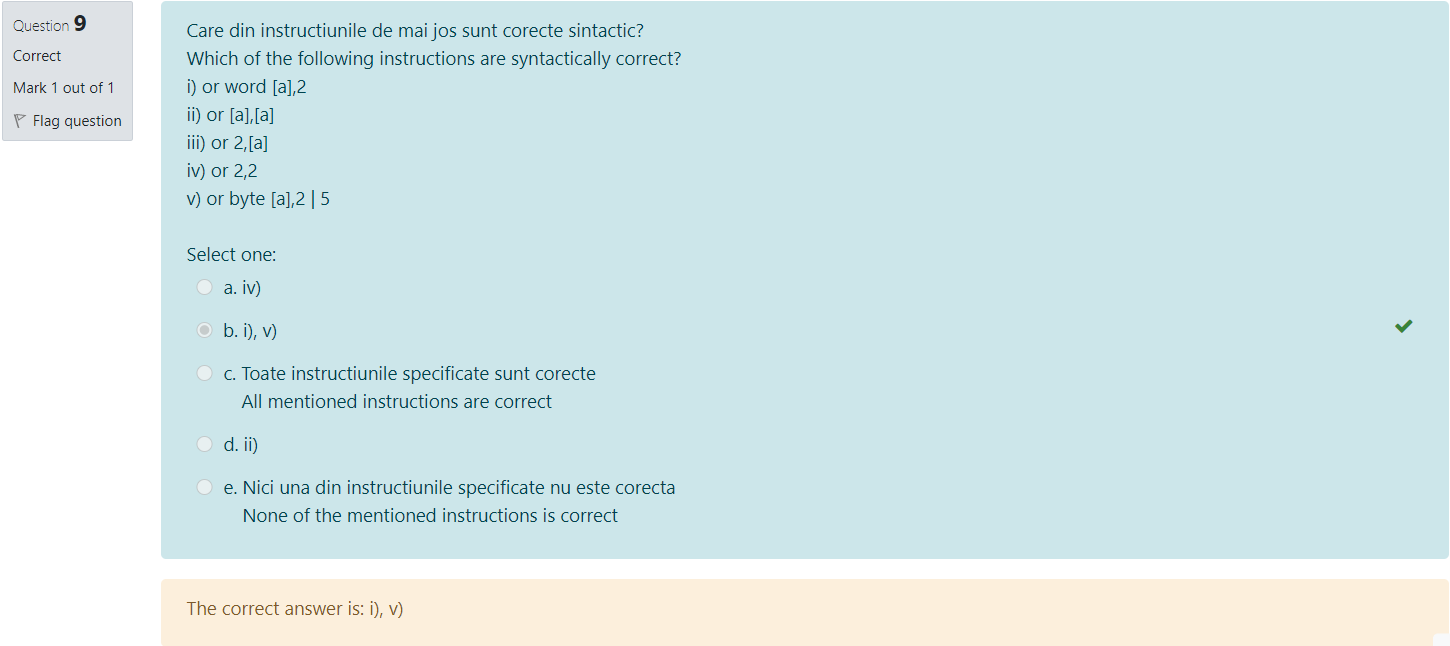 Question 9
Correct
Mark 1 out of 1
Flag question
Care din instructiunile de mai jos sunt corecte sintactic?
Which of the following instructions are syntactically correct?
i) or word [a],2
ii) or [a],[a]
iii) or 2,[a]
iv) or 2,2
v) or byte [a],2 | 5
Select one:
a. iv)
b. i), v)
c. Toate instructiunile specificate sunt corecte
All mentioned instructions are correct
d. ii)
e. Nici una din instructiunile specificate nu este corecta
None of the mentioned instructions is correct
The correct answer is: i), v)